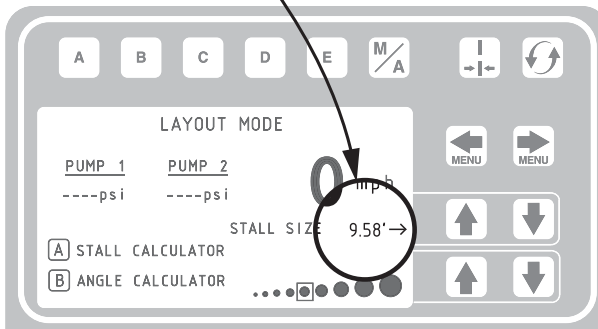 A B C D E M/A
LAYOUT MODE
MENU MENU
PUMP 1 PUMP 2
----psi ----psi 0 mph
STALL SIZE 9.58'→
A STALL CALCULATOR
B ANGLE CALCULATOR